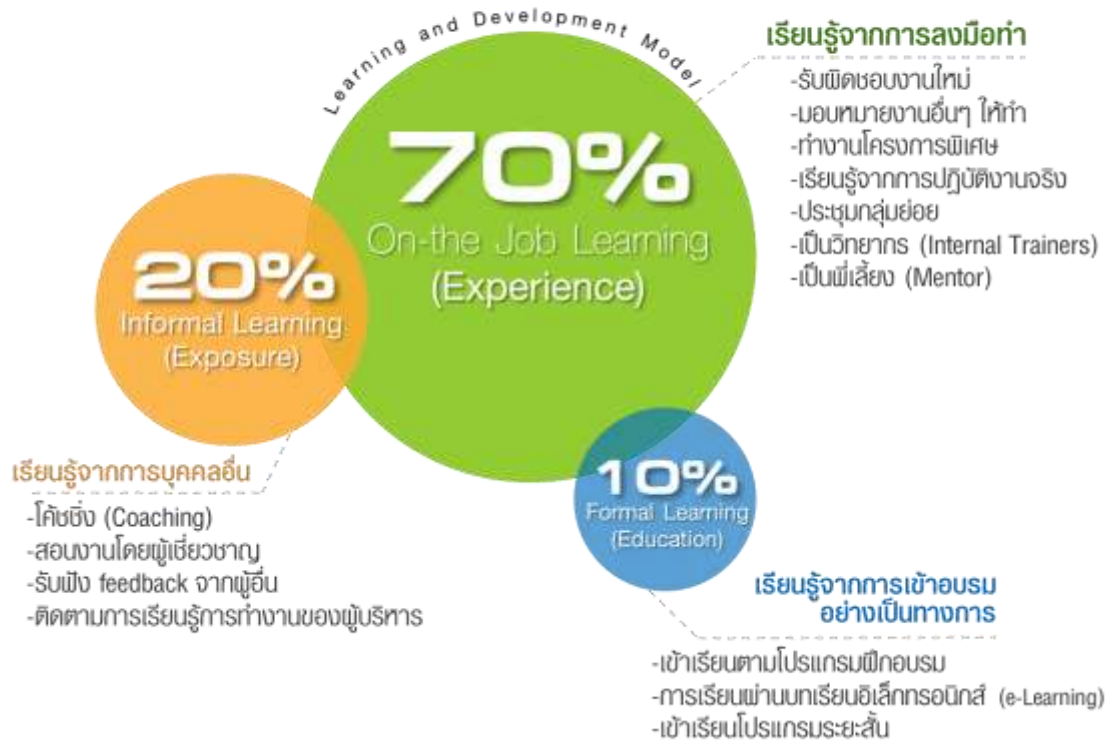 Learning and Development Model
70%
On-the Job Learning
(Experience)
เรียนรู้จากการลงมือทำ
-รับผิดชอบงานใหม่
-มอบหมายงานอื่นๆ ให้ทำ
-ทำงานโครงการพิเศษ
-เรียนรู้จากการปฏิบัติงานจริง
-ประชุมกลุ่มย่อย
-เป็นวิทยากร (Internal Trainers)
-เป็นพี่เลี้ยง (Mentor)
20%
Informal Learning
(Exposure)
เรียนรู้จากการบุคคลอื่น
-โค้ชชิ่ง (Coaching)
-สอนงานโดยผู้เชี่ยวชาญ
-รับฟัง feedback จากผู้อื่น
-ติดตามการเรียนรู้การทำงานของผู้บริหาร
10%
Formal Learning
(Education)
เรียนรู้จากการเข้าอบรม
อย่างเป็นทางการ
-เข้าเรียนตามโปรแกรมฝึกอบรม
-การเรียนผ่านบทเรียนอิเล็กทรอนิกส์ (e-Learning)
-เข้าเรียนโปรแกรมระยะสั้น